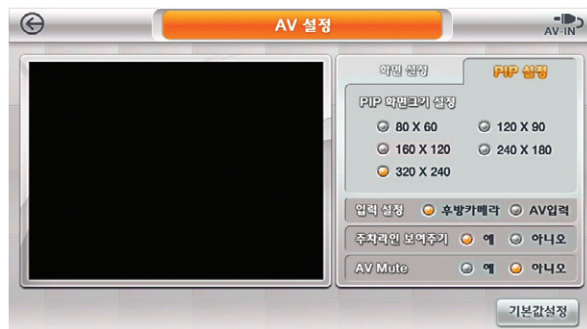 AV 설정
AV-IN
화면 설정
PIP 설정
PIP 화면크기 설정
80 X 60
120 X 90
160 X 120
240 X 180
320 X 240
입력 설정 후방카메라 AV입력
주차라인 보여주기 예 아니오
AV Mute 예 아니오
기본값설정